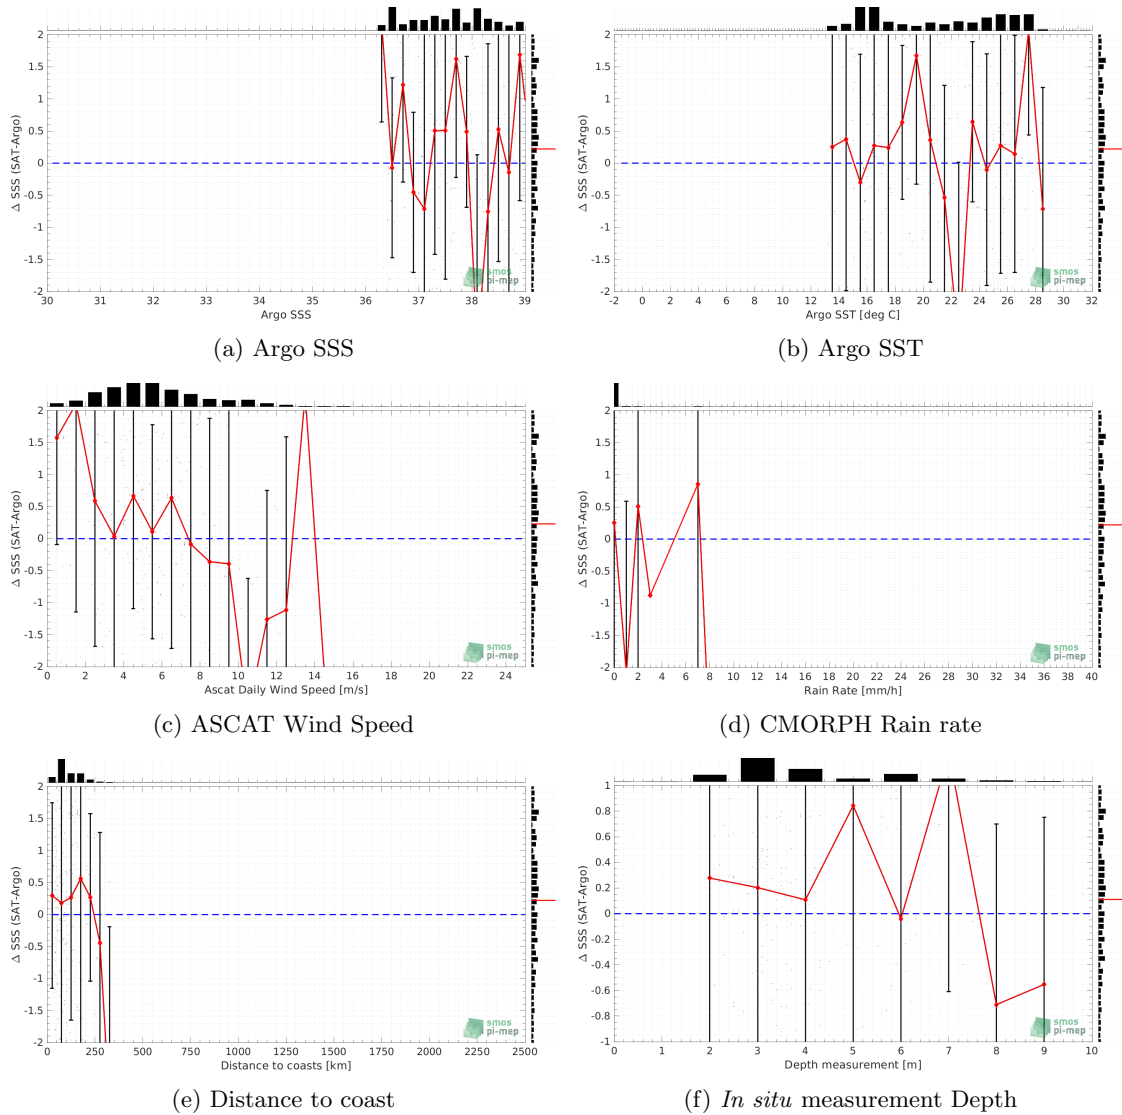 2
1.5
1
0.5
0
-0.5
-1
-1.5
-2
Δ SSS (SAT-Argo)
30 31 32 33 34 35 36 37 38 39
Argo SSS
smos
pi-mep
(a) Argo SSS
2
1.5
1
0.5
0
-0.5
-1
-1.5
-2
Δ SSS (SAT-Argo)
-2 0 2 4 6 8 10 12 14 16 18 20 22 24 26 28 30 32
Argo SST [deg C]
smos
pi-mep
(b) Argo SST
2
1.5
1
0.5
0
-0.5
-1
-1.5
-2
Δ SSS (SAT-Argo)
0 2 4 6 8 10 12 14 16 18 20 22 24
Ascat Daily Wind Speed [m/s]
smos
pi-mep
(c) ASCAT Wind Speed
2
1.5
1
0.5
0
-0.5
-1
-1.5
-2
Δ SSS (SAT-Argo)
0 2 4 6 8 10 12 14 16 18 20 22 24 26 28 30 32 34 36 38 40
Rain Rate [mm/h]
smos
pi-mep
(d) CMORPH Rain rate
2
1.5
1
0.5
0
-0.5
-1
-1.5
-2
Δ SSS (SAT-Argo)
0 250 500 750 1000 1250 1500 1750 2000 2250 2500
Distance to coasts [km]
smos
pi-mep
(e) Distance to coast
1
0.8
0.6
0.4
0.2
0
-0.2
-0.4
-0.6
-0.8
-1
Δ SSS (SAT-Argo)
0 1 2 3 4 5 6 7 8 9 10
Depth measurement [m]
smos
pi-mep
(f) In situ measurement Depth